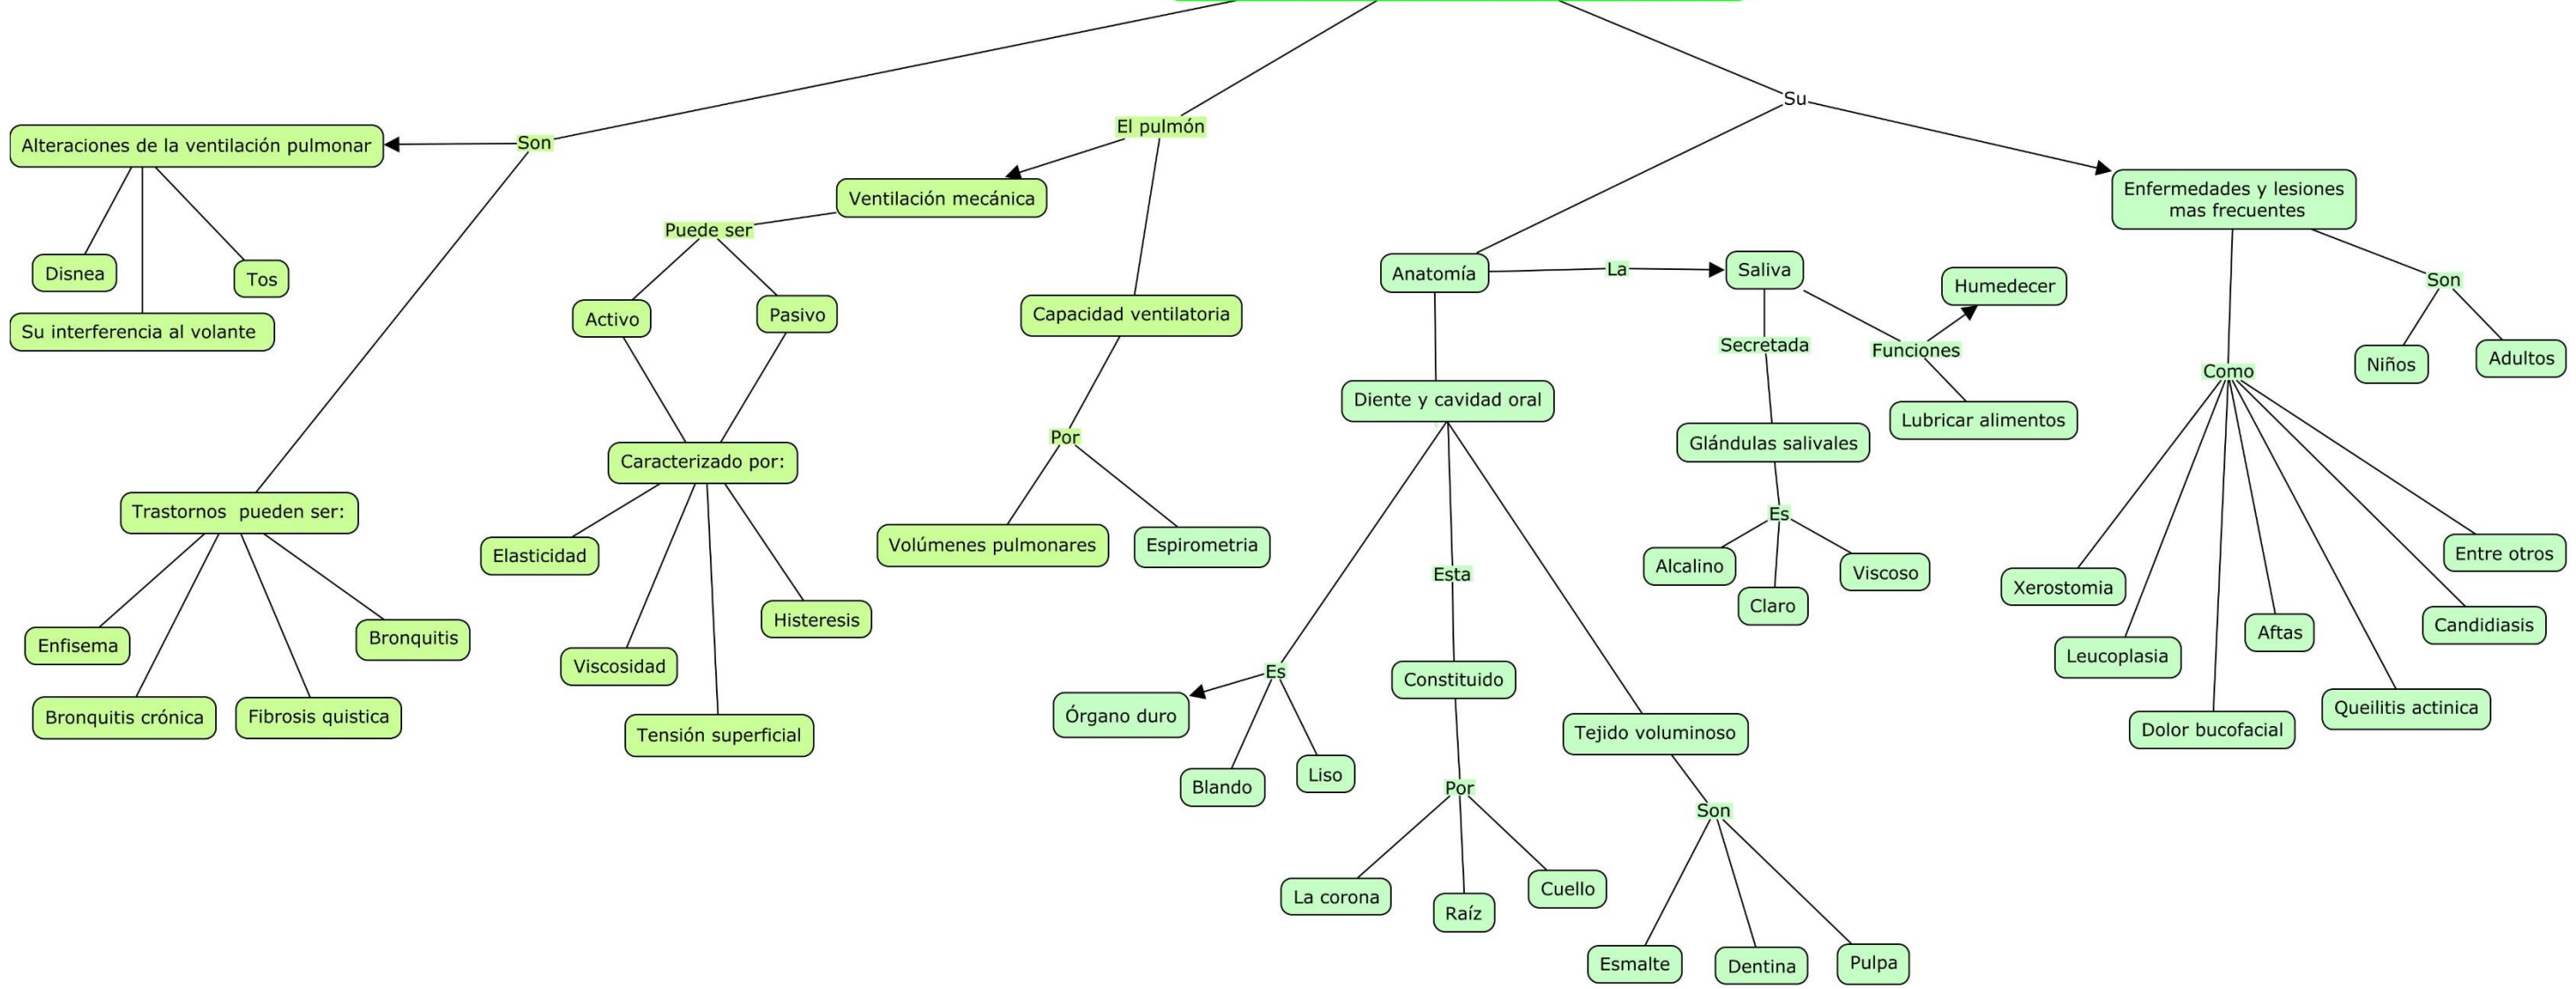 Su
El pulmón
Son
Alteraciones de la ventilación pulmonar
Disnea
Tos
Su interferencia al volante
Trastornos  pueden ser:
Enfisema
Bronquitis
Bronquitis crónica
Fibrosis quistica
Ventilación mecánica
Puede ser
Activo
Pasivo
Caracterizado por:
Elasticidad
Histeresis
Viscosidad
Tensión superficial
Capacidad ventilatoria
Por
Volúmenes pulmonares
Espirometria
Anatomía
La
Saliva
Secretada
Funciones
Humedecer
Lubricar alimentos
Glándulas salivales
Es
Alcalino
Claro
Viscoso
Diente y cavidad oral
Es
Órgano duro
Blando
Liso
Esta
Constituido
Por
La corona
Raíz
Cuello
Tejido voluminoso
Son
Esmalte
Dentina
Pulpa
Enfermedades y lesiones
mas frecuentes
Son
Niños
Adultos
Como
Xerostomia
Leucoplasia
Dolor bucofacial
Aftas
Queilitis actinica
Candidiasis
Entre otros